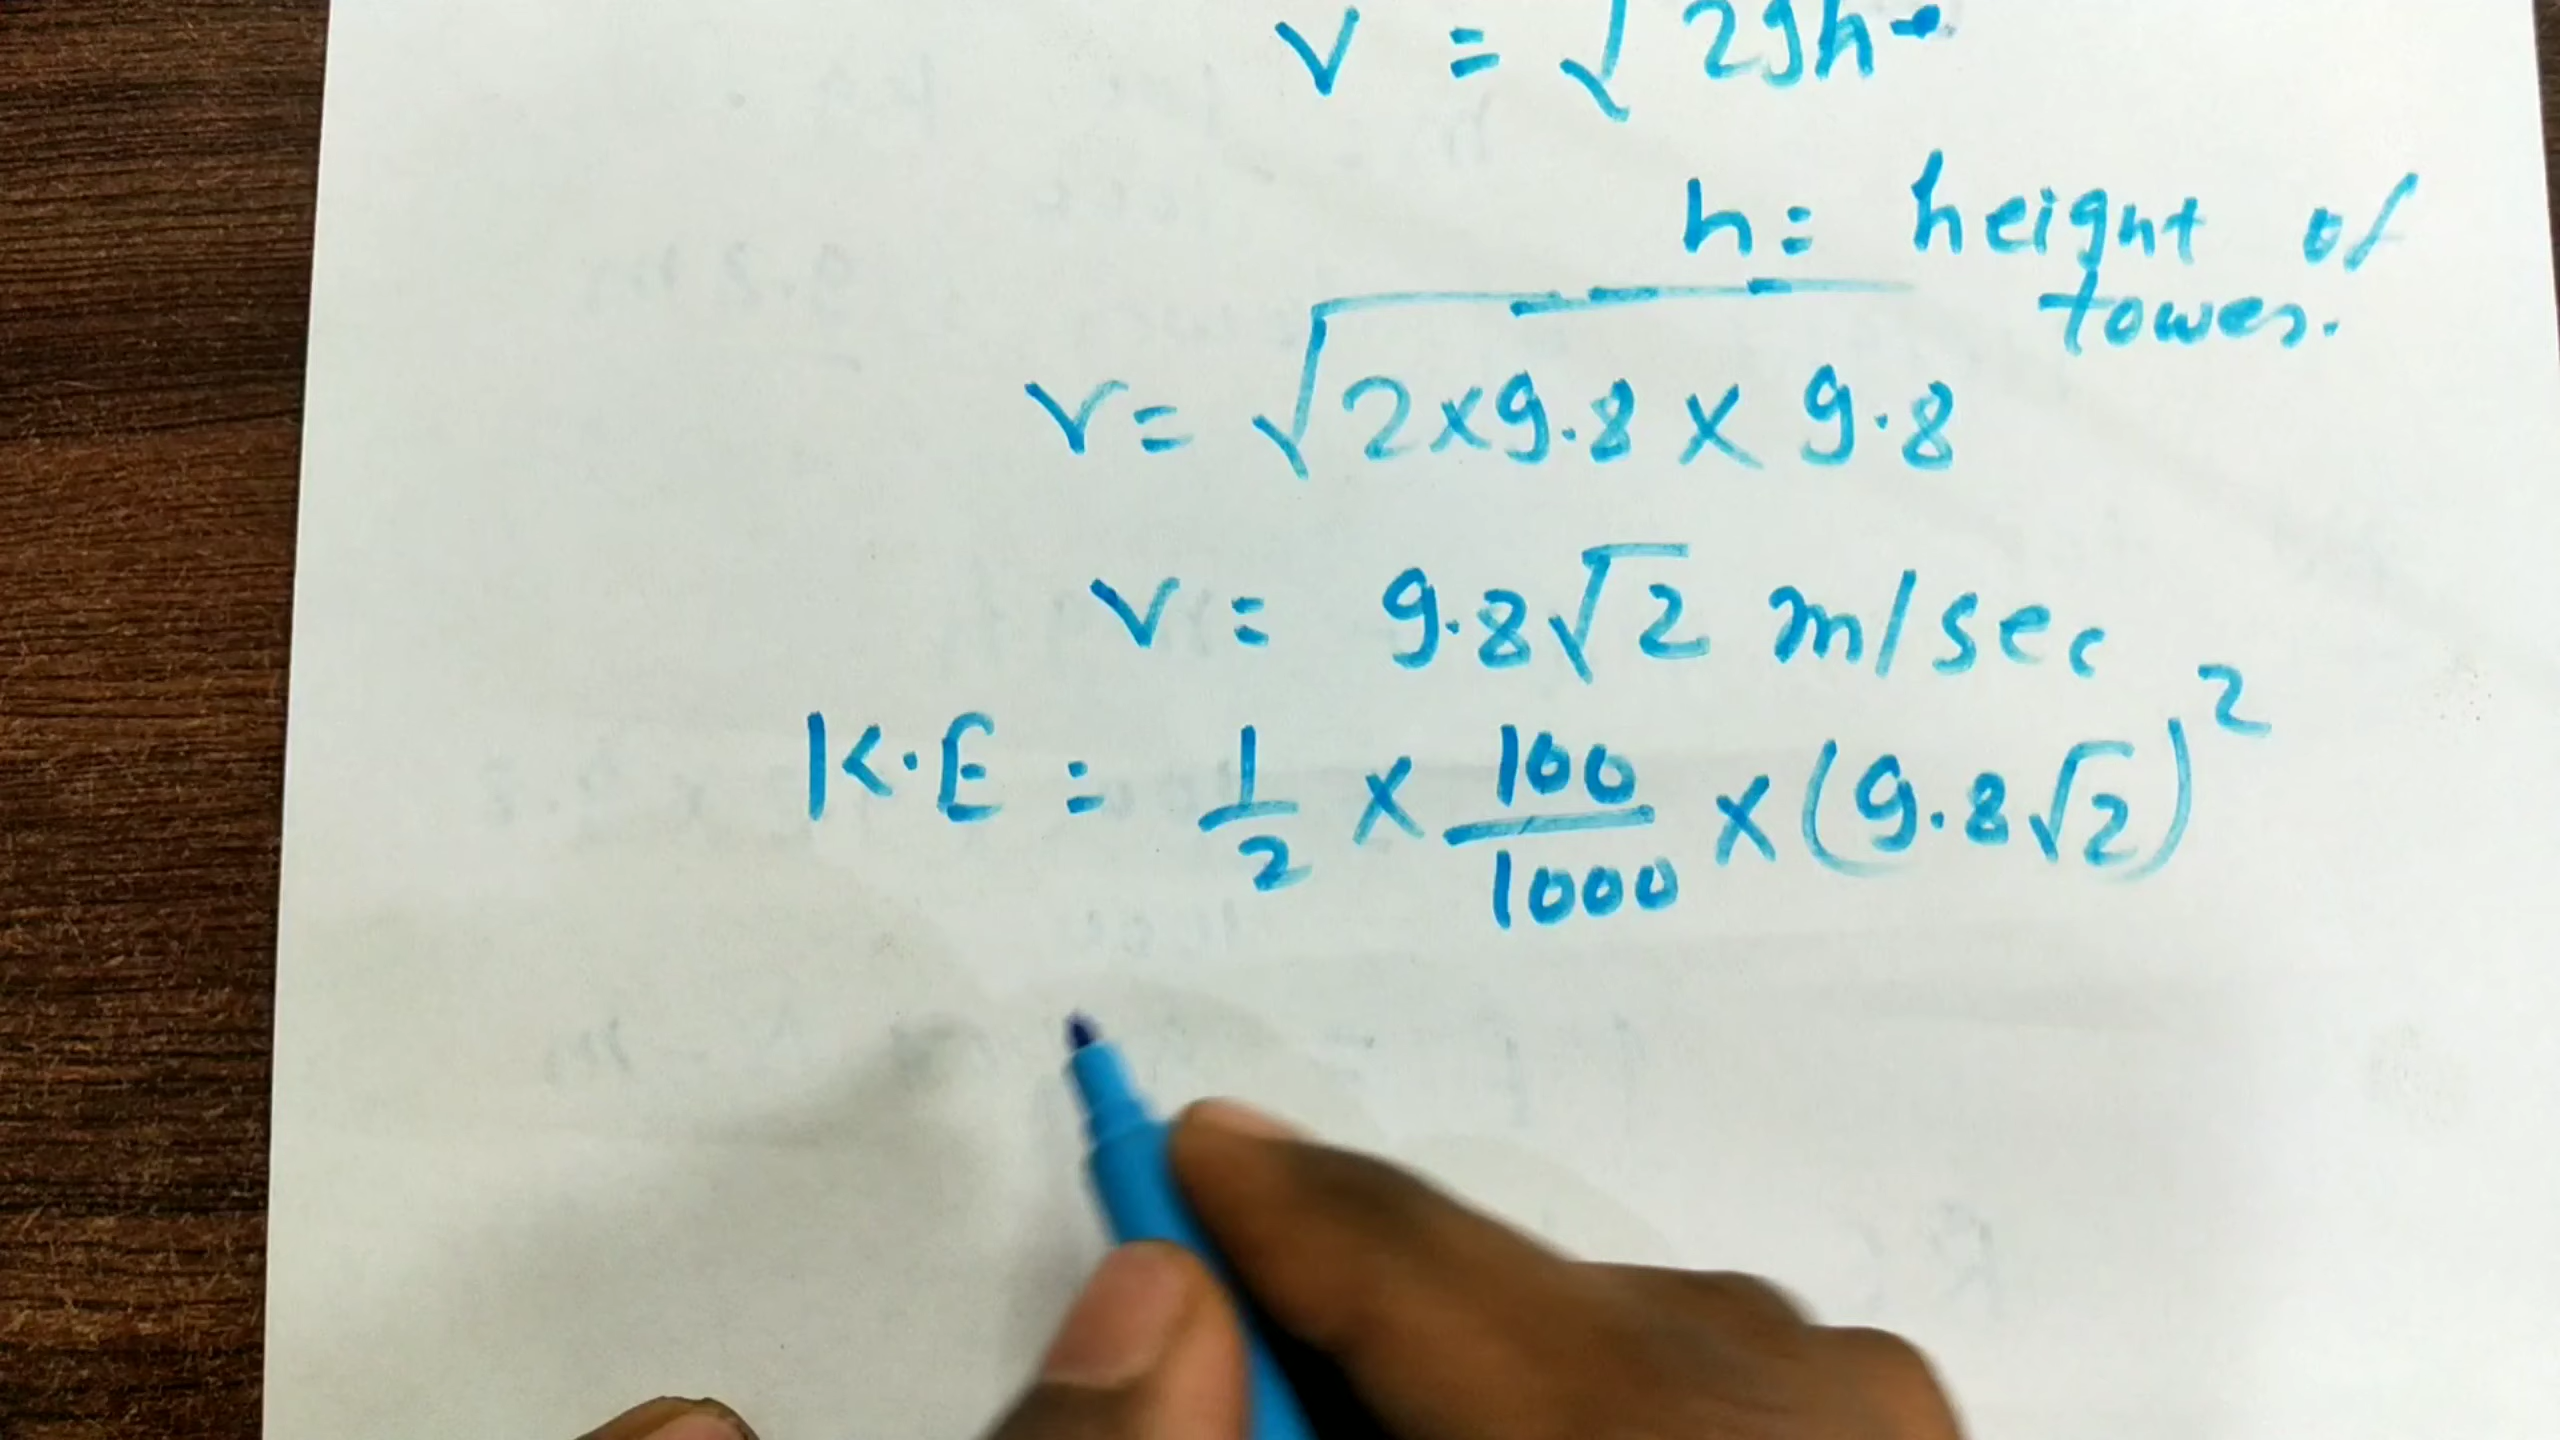 V = √2gh
h = height of
tower.
V = √2×9.8 × 9.8
V = 9.8√2 m/sec
K.E = 1/2 × 100/1000 × (9.8√2)²